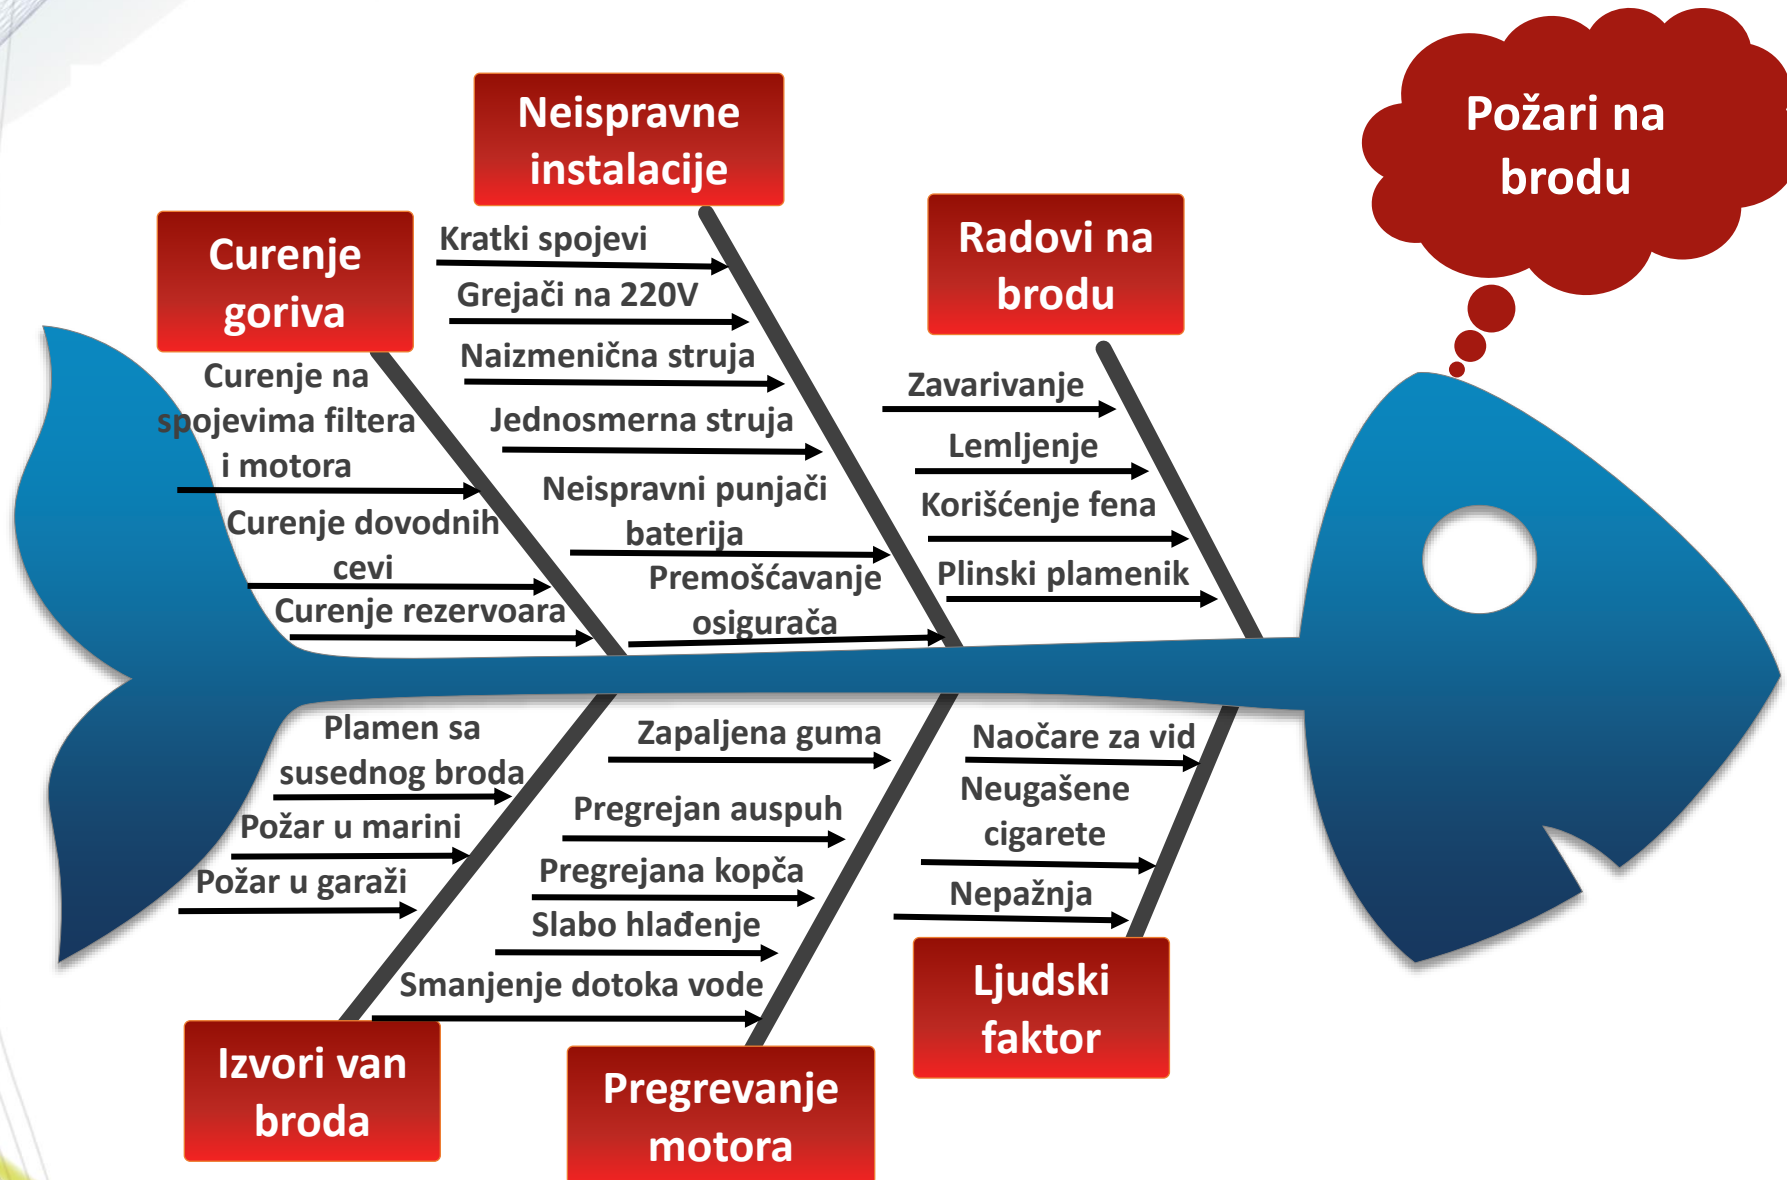 Požari na
brodu
Neispravne
instalacije
Kratki spojevi
Grejači na 220V
Naizmenična struja
Jednosmerna struja
Neispravni punjači
baterija
Premošćavanje
osigurača
Curenje
goriva
Curenje na
spojevima filtera
i motora
Curenje dovodnih
cevi
Curenje rezervoara
Radovi na
brodu
Zavarivanje
Lemljenje
Korišćenje fena
Plinski plamenik
Plamen sa
susednog broda
Požar u marini
Požar u garaži
Izvori van
broda
Zapaljena guma
Pregrejan auspuh
Pregrejana kopča
Slabo hlađenje
Smanjenje dotoka vode
Pregrevanje
motora
Naočare za vid
Neugašene
cigarete
Nepažnja
Ljudski
faktor